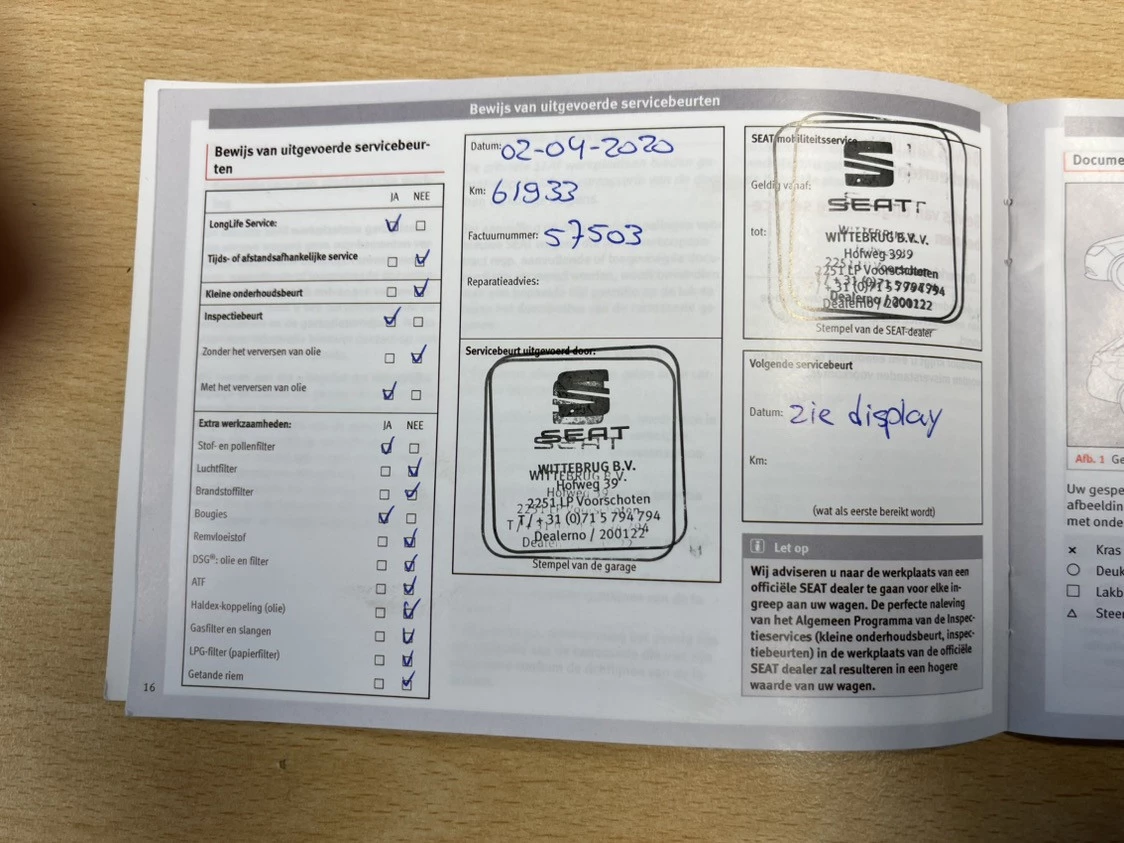 Bewijs van uitgevoerde servicebeurten
Bewijs van uitgevoerde servicebeur-
ten
JA NEE
LongLife Service:
Tijds- of afstandsafhankelijke service
Kleine onderhoudsbeurt
Inspectiebeurt
Zonder het verversen van olie
Met het verversen van olie
Extra werkzaamheden: JA NEE
Stof- en pollenfilter
Luchtfilter
Brandstoffilter
Bougies
Remvloeistof
DSG®: olie en filter
ATF
Haldex-koppeling (olie)
Gasfilter en slangen
LPG-filter (papierfilter)
Getande riem
16
Datum: 02-04-2020
Km: 61933
Factuurnummer: 57503
Reparatieadvies:
Servicebeurt uitgevoerd door:
SEAT
WITTEBRUG B.V.
Hofweg 39
2251 LP Voorschoten
T / + 31 (0)71 5 794 794
Dealerno / 200122
Stempel van de garage
SEAT mobiliteitsservice
Geldig vanaf:
tot:
SEAT
WITTEBRUG B.V.
Hofweg 39
2251 LP Voorschoten
T / + 31 (0)71 5 794 794
Dealerno / 200122
Stempel van de SEAT-dealer
Volgende servicebeurt
Datum: zie display
Km:
(wat als eerste bereikt wordt)
i Let op
Wij adviseren u naar de werkplaats van een
officiële SEAT dealer te gaan voor elke in-
greep aan uw wagen. De perfecte naleving
van het Algemeen Programma van de Inspec-
tieservices (kleine onderhoudsbeurt, inspec-
tiebeurten) in de werkplaats van de officiële
SEAT dealer zal resulteren in een hogere
waarde van uw wagen.
Docume
Afb. 1 Ge
Uw gespe
afbeeldin
met onde
Kras
Deuk
Lakb
Steer